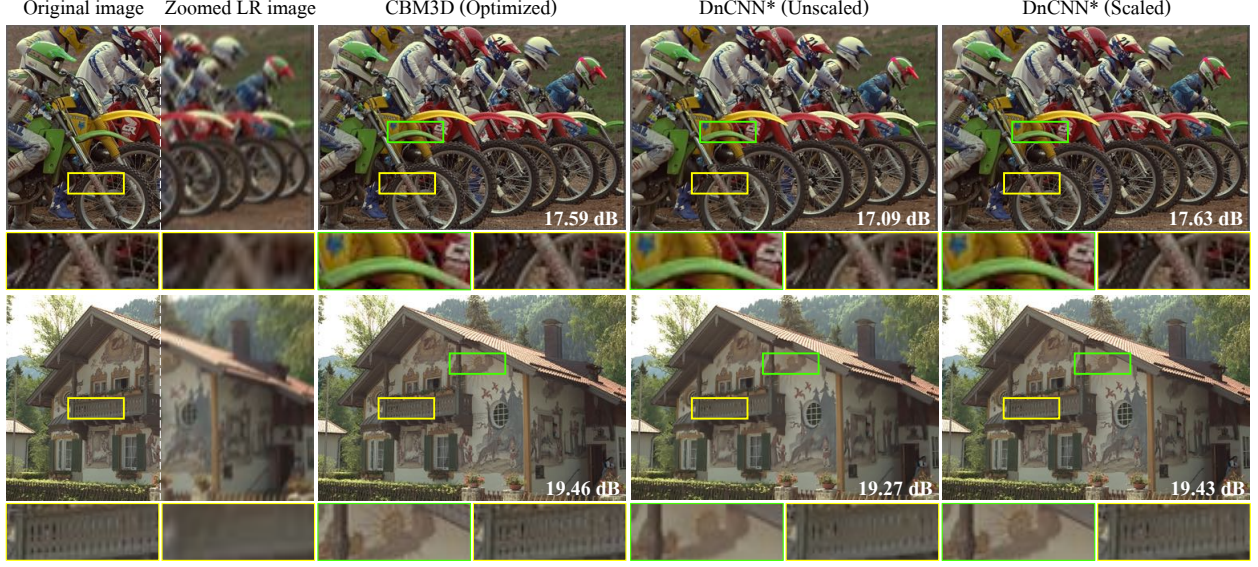 Original image Zoomed LR image CBM3D (Optimized) DnCNN* (Unscaled) DnCNN* (Scaled)
17.59 dB 17.09 dB 17.63 dB
19.46 dB 19.27 dB 19.43 dB